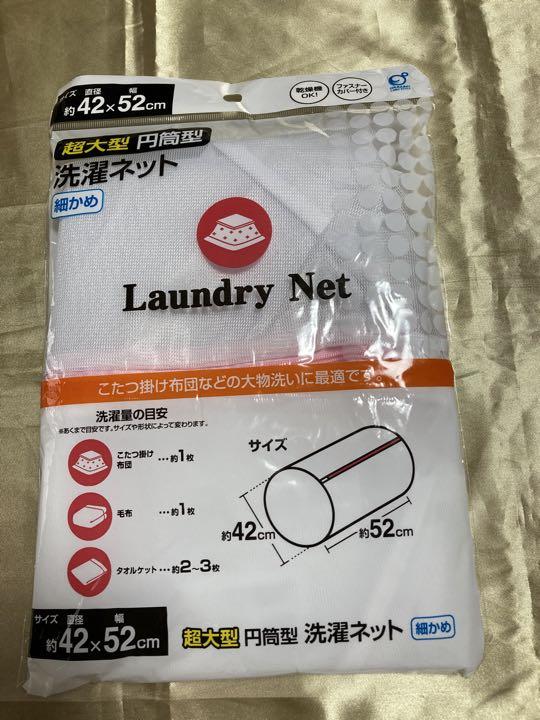 サイズ 直径 幅
約42×52cm
乾燥機OK!
ファスナーカバー付き
超大型 円筒型
洗濯ネット
細かめ
Laundry Net
こたつ掛け布団などの大物洗いに最適です。
洗濯量の目安
※あくまで目安です。サイズや形状によって変わります。
こたつ掛け布団 …約1枚
毛布 …約1枚
タオルケット…約2〜3枚
サイズ
約42cm
約52cm
サイズ 直径 幅
約42×52cm
超大型 円筒型 洗濯ネット 細かめ